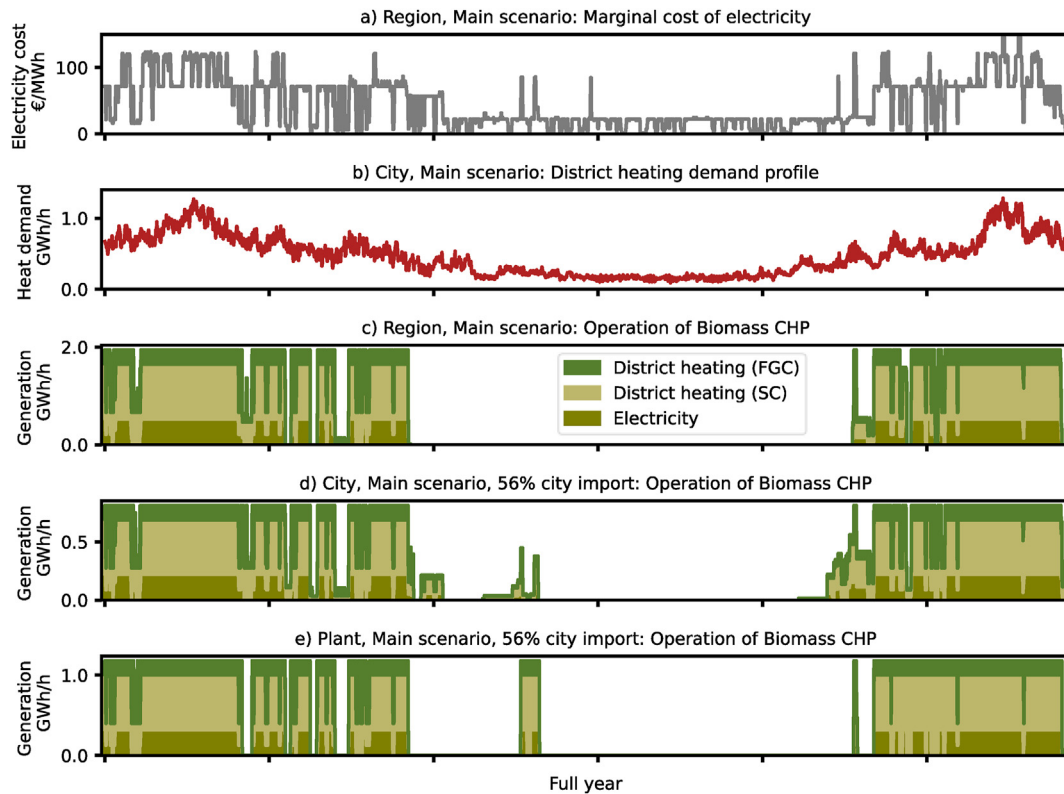 a) Region, Main scenario: Marginal cost of electricity
Electricity cost
€/MWh
100
0
b) City, Main scenario: District heating demand profile
Heat demand
GWh/h
1.0
0.0
c) Region, Main scenario: Operation of Biomass CHP
Generation
GWh/h
2.0
0.0
District heating (FGC)
District heating (SC)
Electricity
d) City, Main scenario, 56% city import: Operation of Biomass CHP
Generation
GWh/h
0.5
0.0
e) Plant, Main scenario, 56% city import: Operation of Biomass CHP
Generation
GWh/h
1.0
0.0
Full year